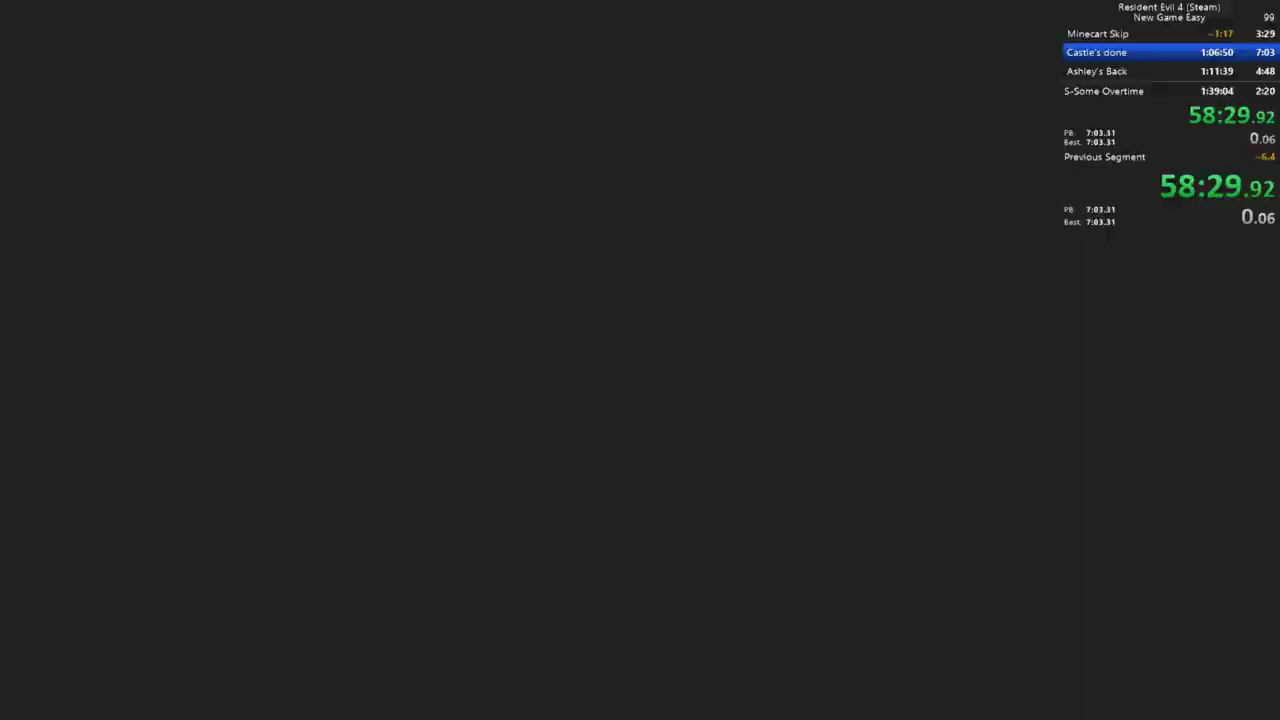 Resident Evil 4 (Steam)
New Game Easy 99
Minecart Skip −1:17 3:29
Castle's done 1:06:50 7:03
Ashley's Back 1:11:39 4:48
S-Some Overtime 1:39:04 2:20
58:29.92
PB: 7:03.31
Best: 7:03.31
0.06
Previous Segment −6.4
58:29.92
PB: 7:03.31
Best: 7:03.31
0.06